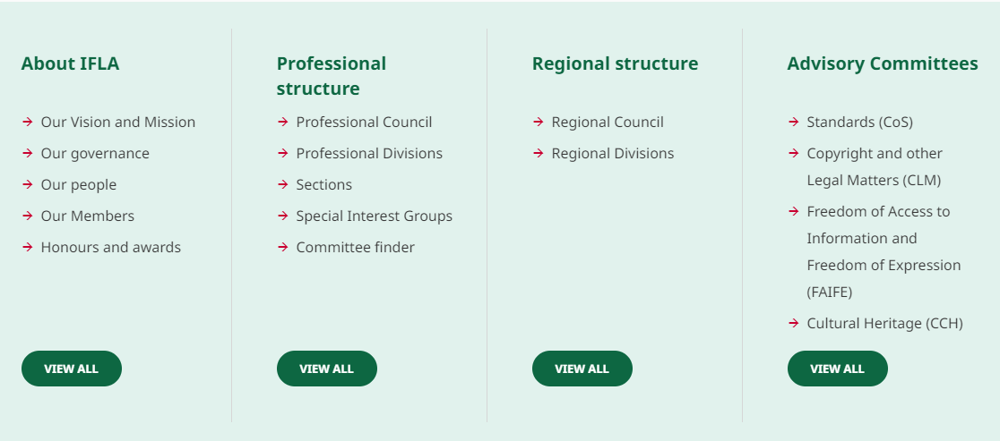 About IFLA
Our Vision and Mission
Our governance
Our people
Our Members
Honours and awards
VIEW ALL
Professional
structure
Professional Council
Professional Divisions
Sections
Special Interest Groups
Committee finder
VIEW ALL
Regional structure
Regional Council
Regional Divisions
VIEW ALL
Advisory Committees
Standards (CoS)
Copyright and other
Legal Matters (CLM)
Freedom of Access to
Information and
Freedom of Expression
(FAIFE)
Cultural Heritage (CCH)
VIEW ALL